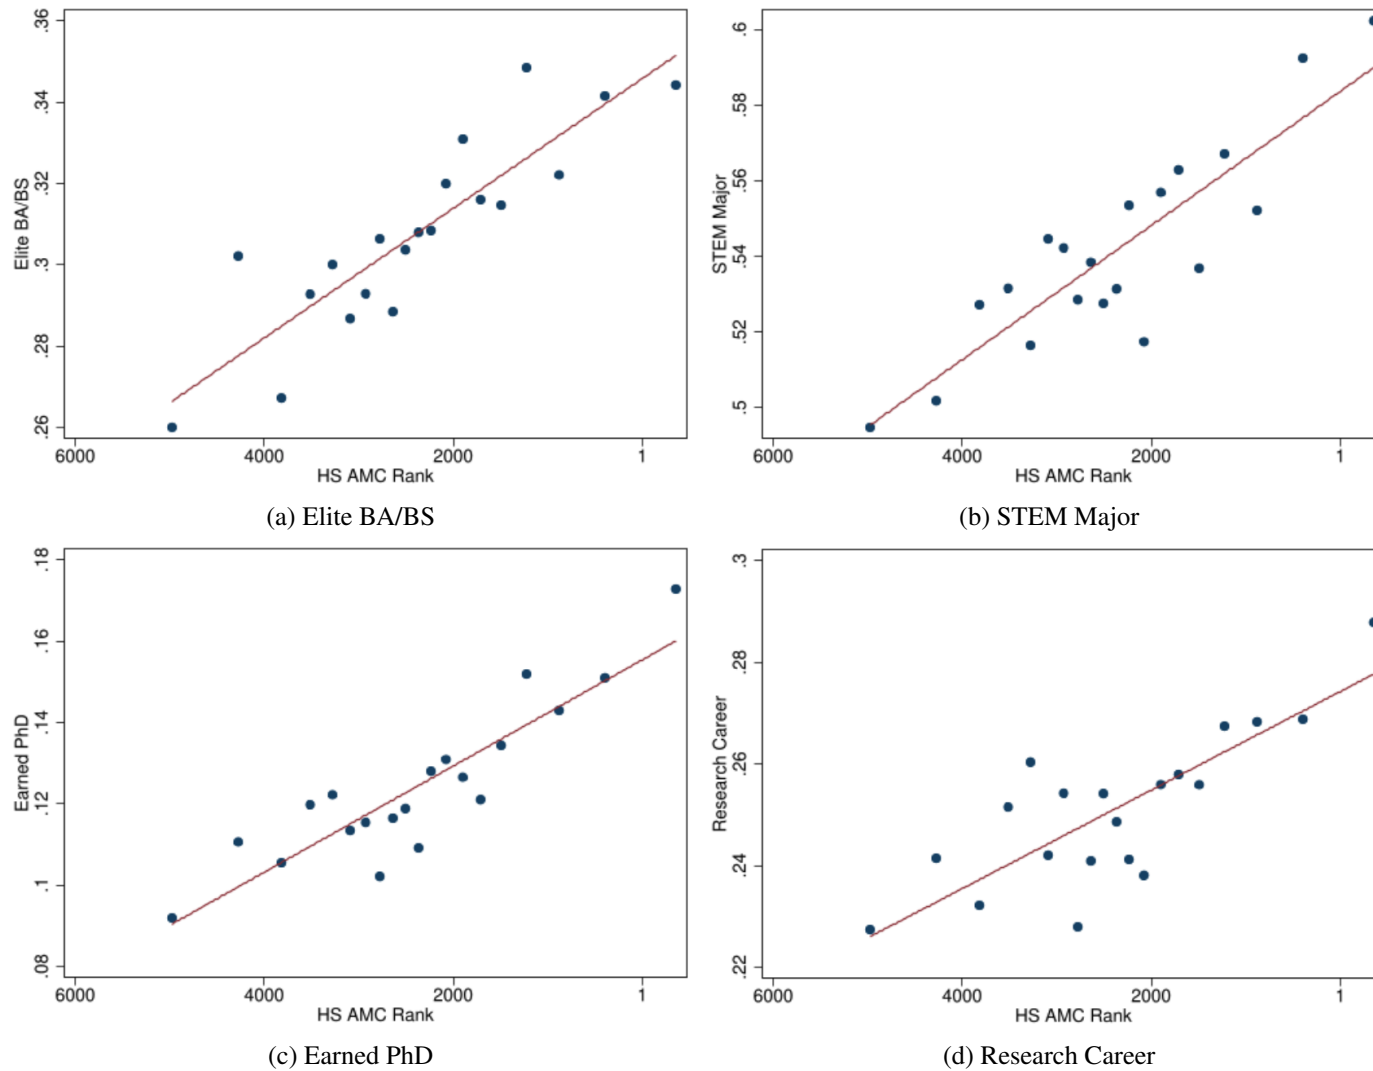 .36
.34
.32
.3
.28
.26
Elite BA/BS
6000 4000 2000 1
HS AMC Rank
(a) Elite BA/BS
.6
.58
.56
.54
.52
.5
STEM Major
6000 4000 2000 1
HS AMC Rank
(b) STEM Major
.18
.16
.14
.12
.1
.08
Earned PhD
6000 4000 2000 1
HS AMC Rank
(c) Earned PhD
.3
.28
.26
.24
.22
Research Career
6000 4000 2000 1
HS AMC Rank
(d) Research Career